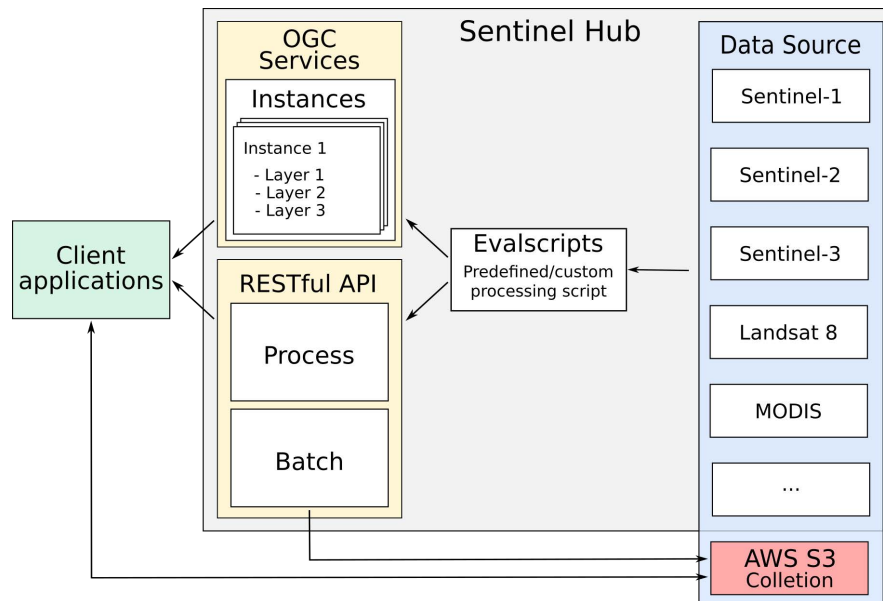 Sentinel Hub
OGC
Services
Instances
Instance 1
- Layer 1
- Layer 2
- Layer 3
Client
applications
RESTful API
Process
Batch
Evalscripts
Predefined/custom
processing script
Data Source
Sentinel-1
Sentinel-2
Sentinel-3
Landsat 8
MODIS
...
AWS S3
Colletion